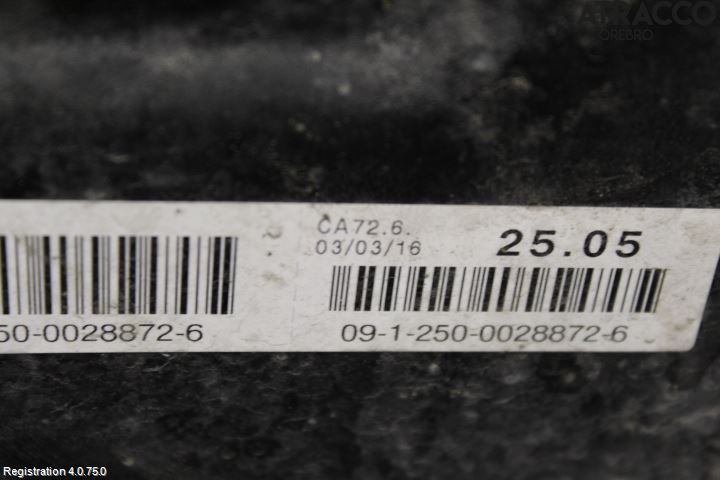 ATRACCO
ÖREBRO
CA72.6.
03/03/16
25.05
50-0028872-6
09-1-250-0028872-6
Registration 4.0.75.0